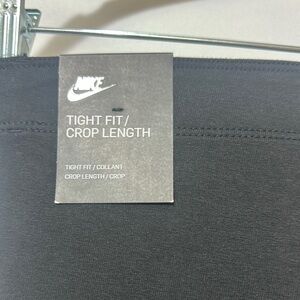 NIKE
TIGHT FIT/
CROP LENGTH
TIGHT FIT / COLLANT
CROP LENGTH / CROP